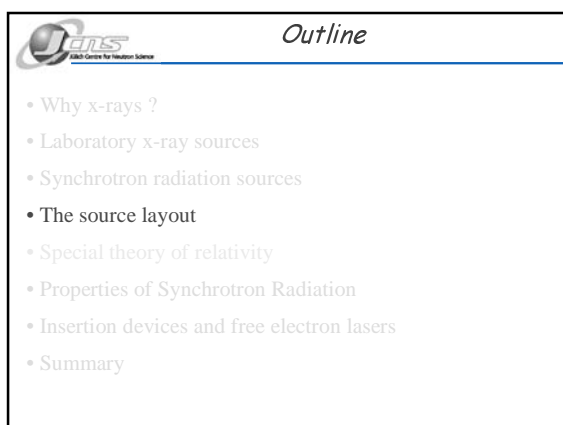 Outline
JCNS
Jülich Centre for Neutron Science
• Why x-rays ?
• Laboratory x-ray sources
• Synchrotron radiation sources
• The source layout
• Special theory of relativity
• Properties of Synchrotron Radiation
• Insertion devices and free electron lasers
• Summary